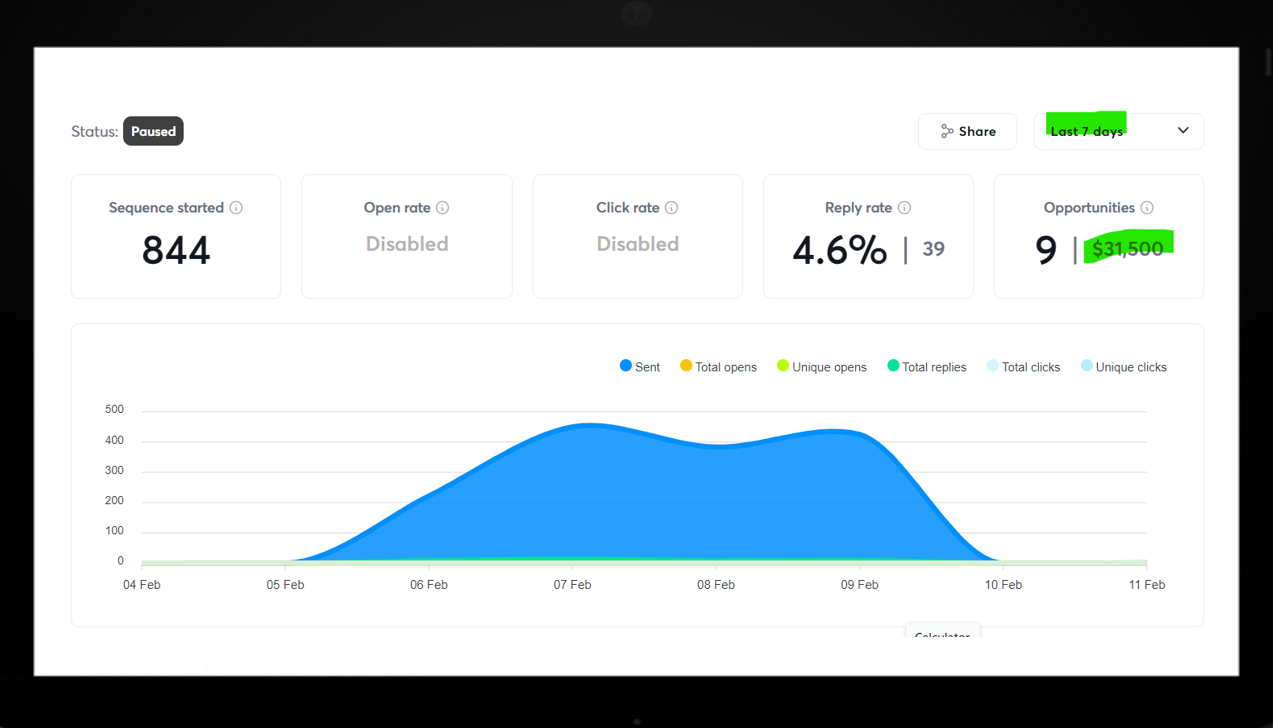 Status: Paused
Share
Last 7 days
Sequence started
844
Open rate
Disabled
Click rate
Disabled
Reply rate
4.6% | 39
Opportunities
9 | $31,500
Sent Total opens Unique opens Total replies Total clicks Unique clicks
500
400
300
200
100
0
04 Feb 05 Feb 06 Feb 07 Feb 08 Feb 09 Feb 10 Feb 11 Feb
Calculator